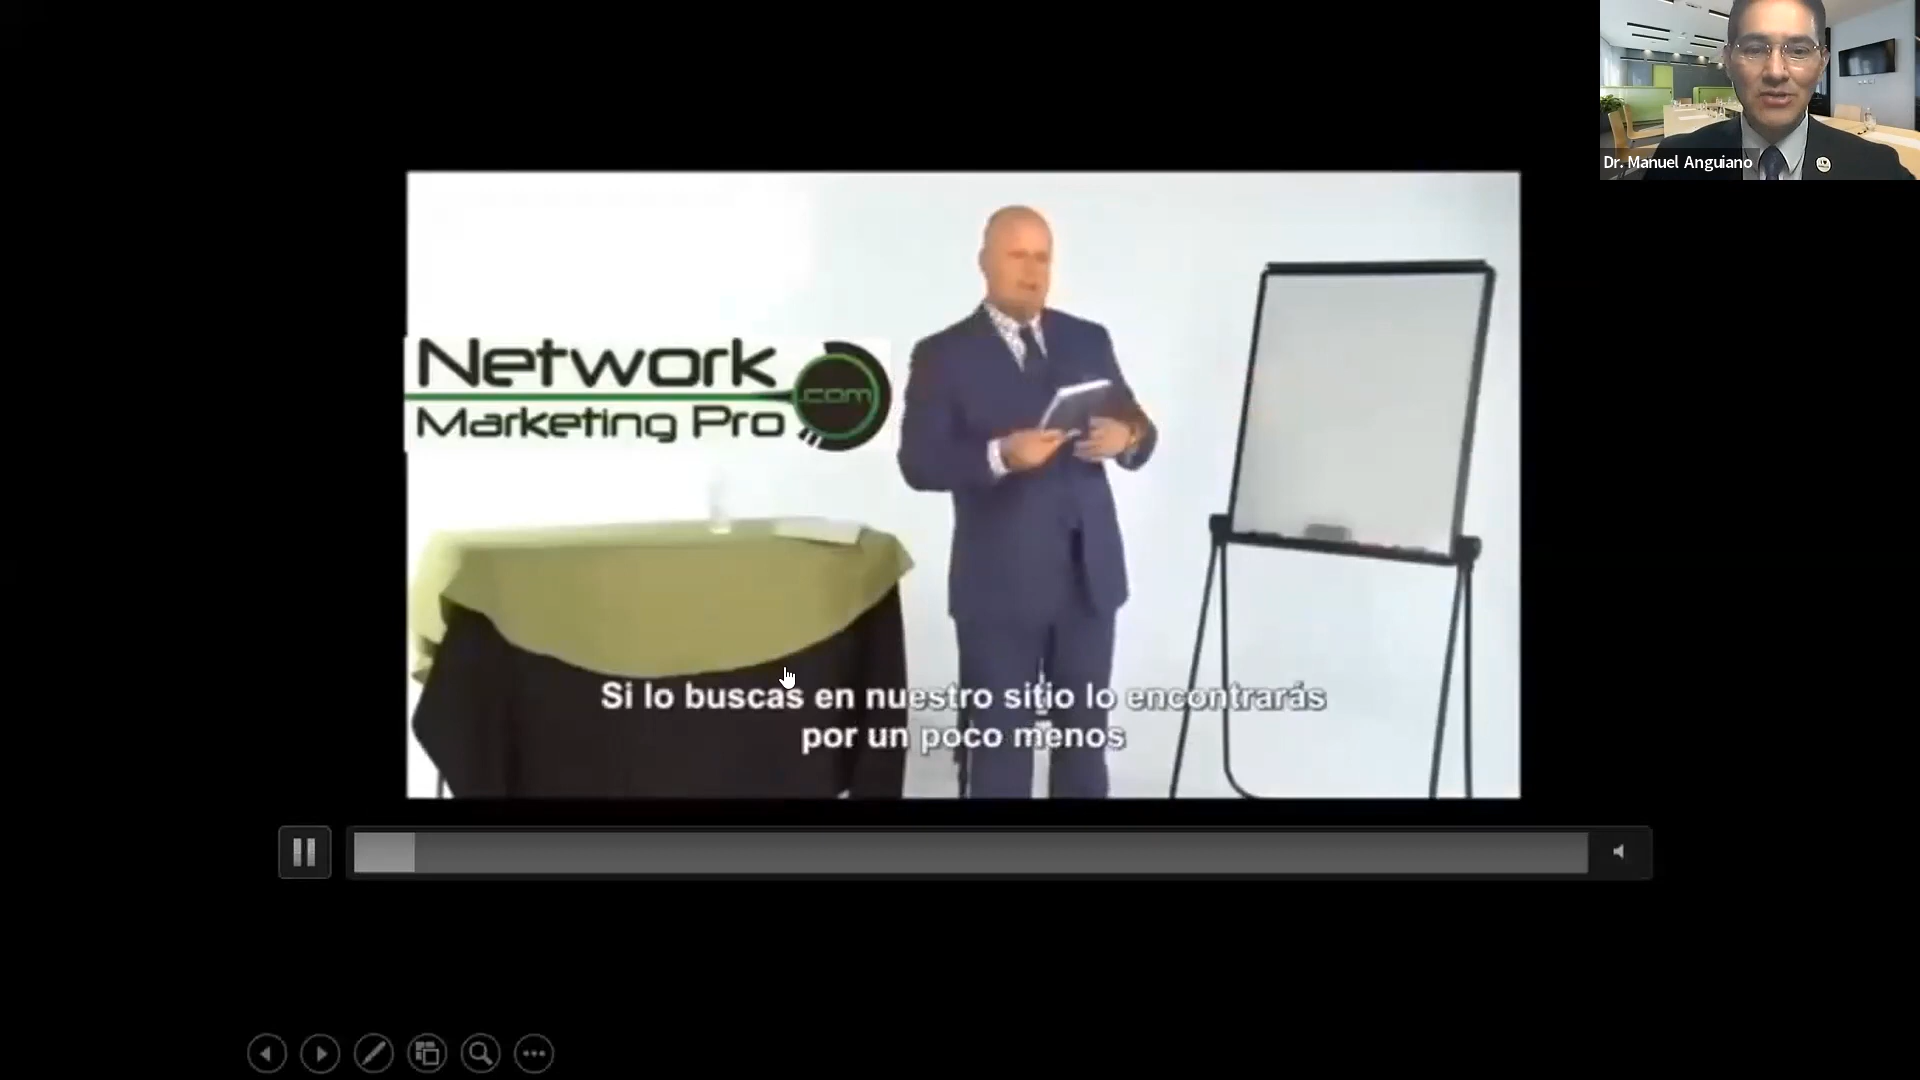 Dr. Manuel Anguiano
Network
.com
Marketing Pro
Si lo buscas en nuestro sitio lo encontrarás
por un poco menos